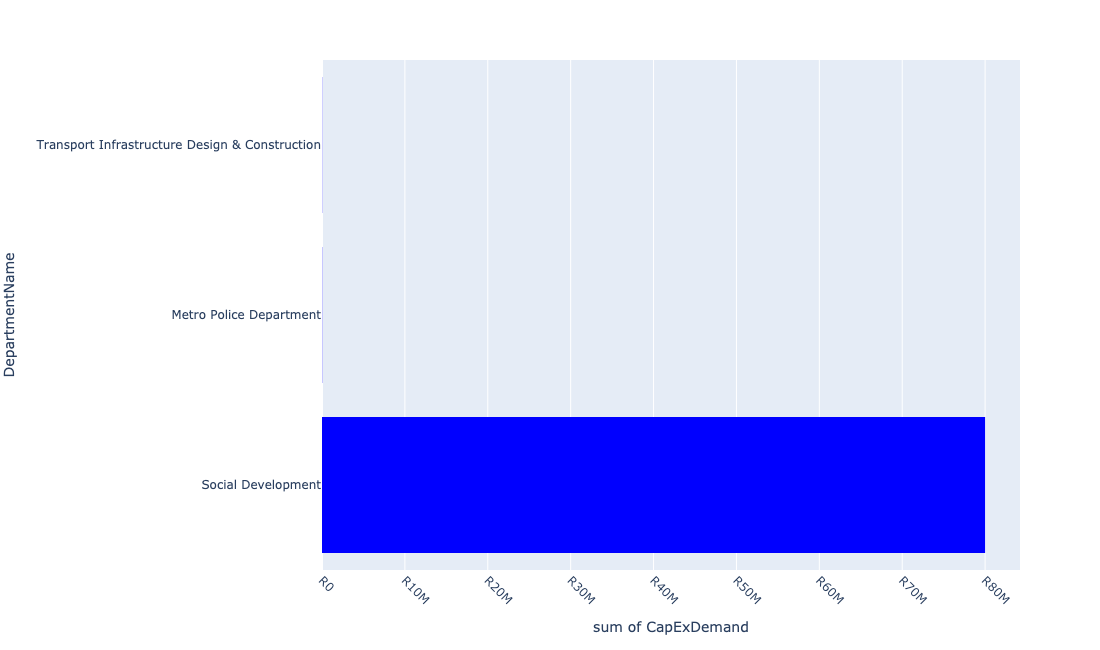 Transport Infrastructure Design & Construction
Metro Police Department
Social Development
DepartmentName
R0
R10M
R20M
R30M
R40M
R50M
R60M
R70M
R80M
sum of CapExDemand